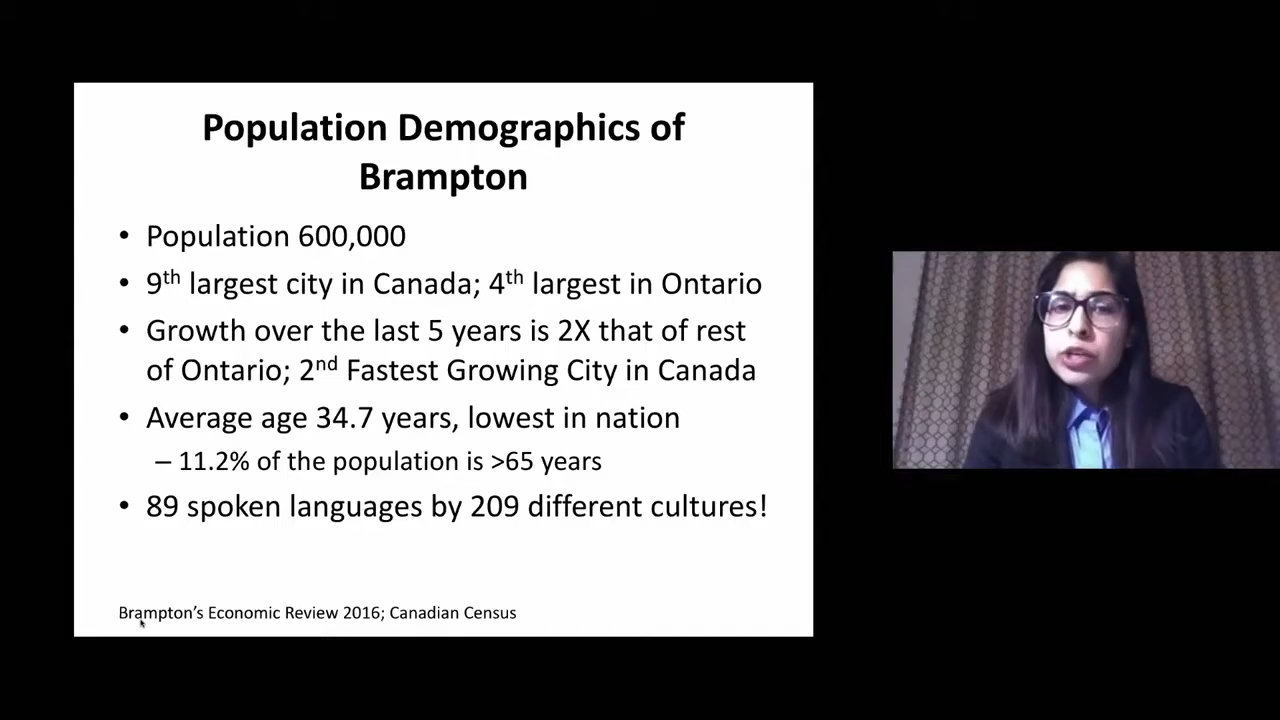 Population Demographics of
Brampton
• Population 600,000
• 9th largest city in Canada; 4th largest in Ontario
• Growth over the last 5 years is 2X that of rest
of Ontario; 2nd Fastest Growing City in Canada
• Average age 34.7 years, lowest in nation
– 11.2% of the population is >65 years
• 89 spoken languages by 209 different cultures!
Brampton's Economic Review 2016; Canadian Census